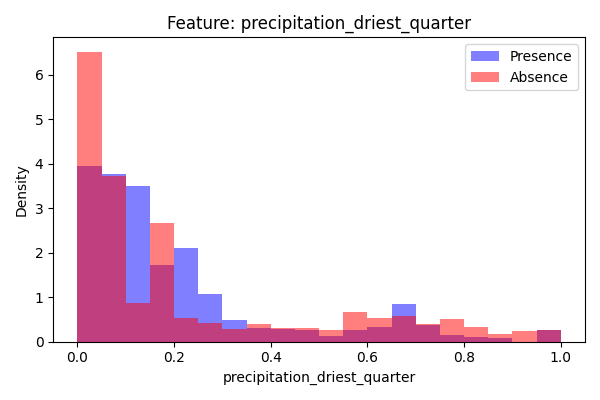 Feature: precipitation_driest_quarter
Presence
Absence
Density
6
5
4
3
2
1
0
0.0 0.2 0.4 0.6 0.8 1.0
precipitation_driest_quarter